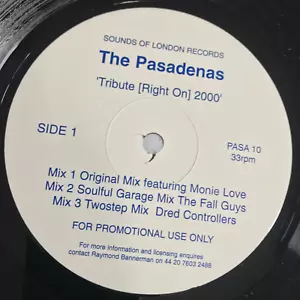 SOUNDS OF LONDON RECORDS
The Pasadenas
'Tribute [Right On] 2000'
SIDE 1
PASA 10
33rpm
Mix 1 Original Mix featuring Monie Love
Mix 2 Soulful Garage Mix The Fall Guys
Mix 3 Twostep Mix Dred Controllers
FOR PROMOTIONAL USE ONLY
For more information and licensing enquires
contact Raymond Bannerman on 44 20 7603 2486